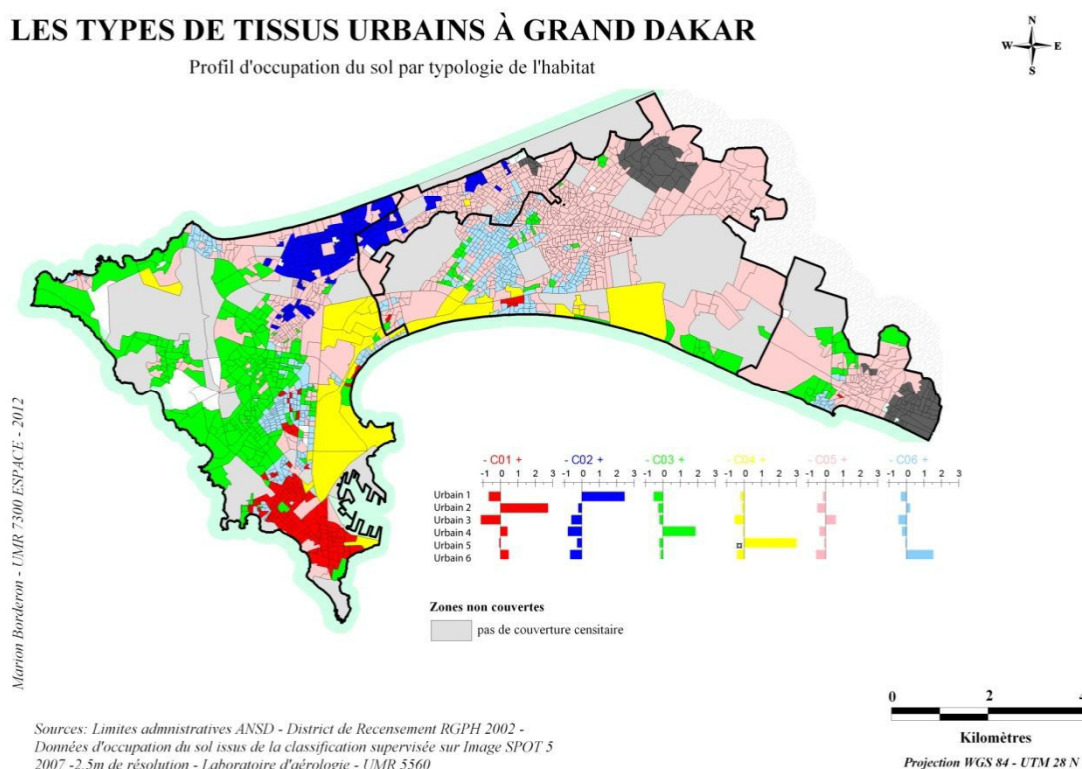 LES TYPES DE TISSUS URBAINS À GRAND DAKAR
Profil d'occupation du sol par typologie de l'habitat
N
W E
S
- C01 + - C02 + - C03 + - C04 + - C05 + - C06 +
-1 0 1 2 3 -1 0 1 2 3 -1 0 1 2 3 -1 0 1 2 3 -1 0 1 2 3 -1 0 1 2 3
Urbain 1
Urbain 2
Urbain 3
Urbain 4
Urbain 5
Urbain 6
Zones non couvertes
pas de couverture censitaire
Marion Borderon - UMR 7300 ESPACE - 2012
0 2 4
Kilomètres
Projection WGS 84 - UTM 28 N
Sources: Limites admnistratives ANSD - District de Recensement RGPH 2002 -
Données d'occupation du sol issus de la classification supervisée sur Image SPOT 5
2007 -2.5m de résolution - Laboratoire d'aérologie - UMR 5560